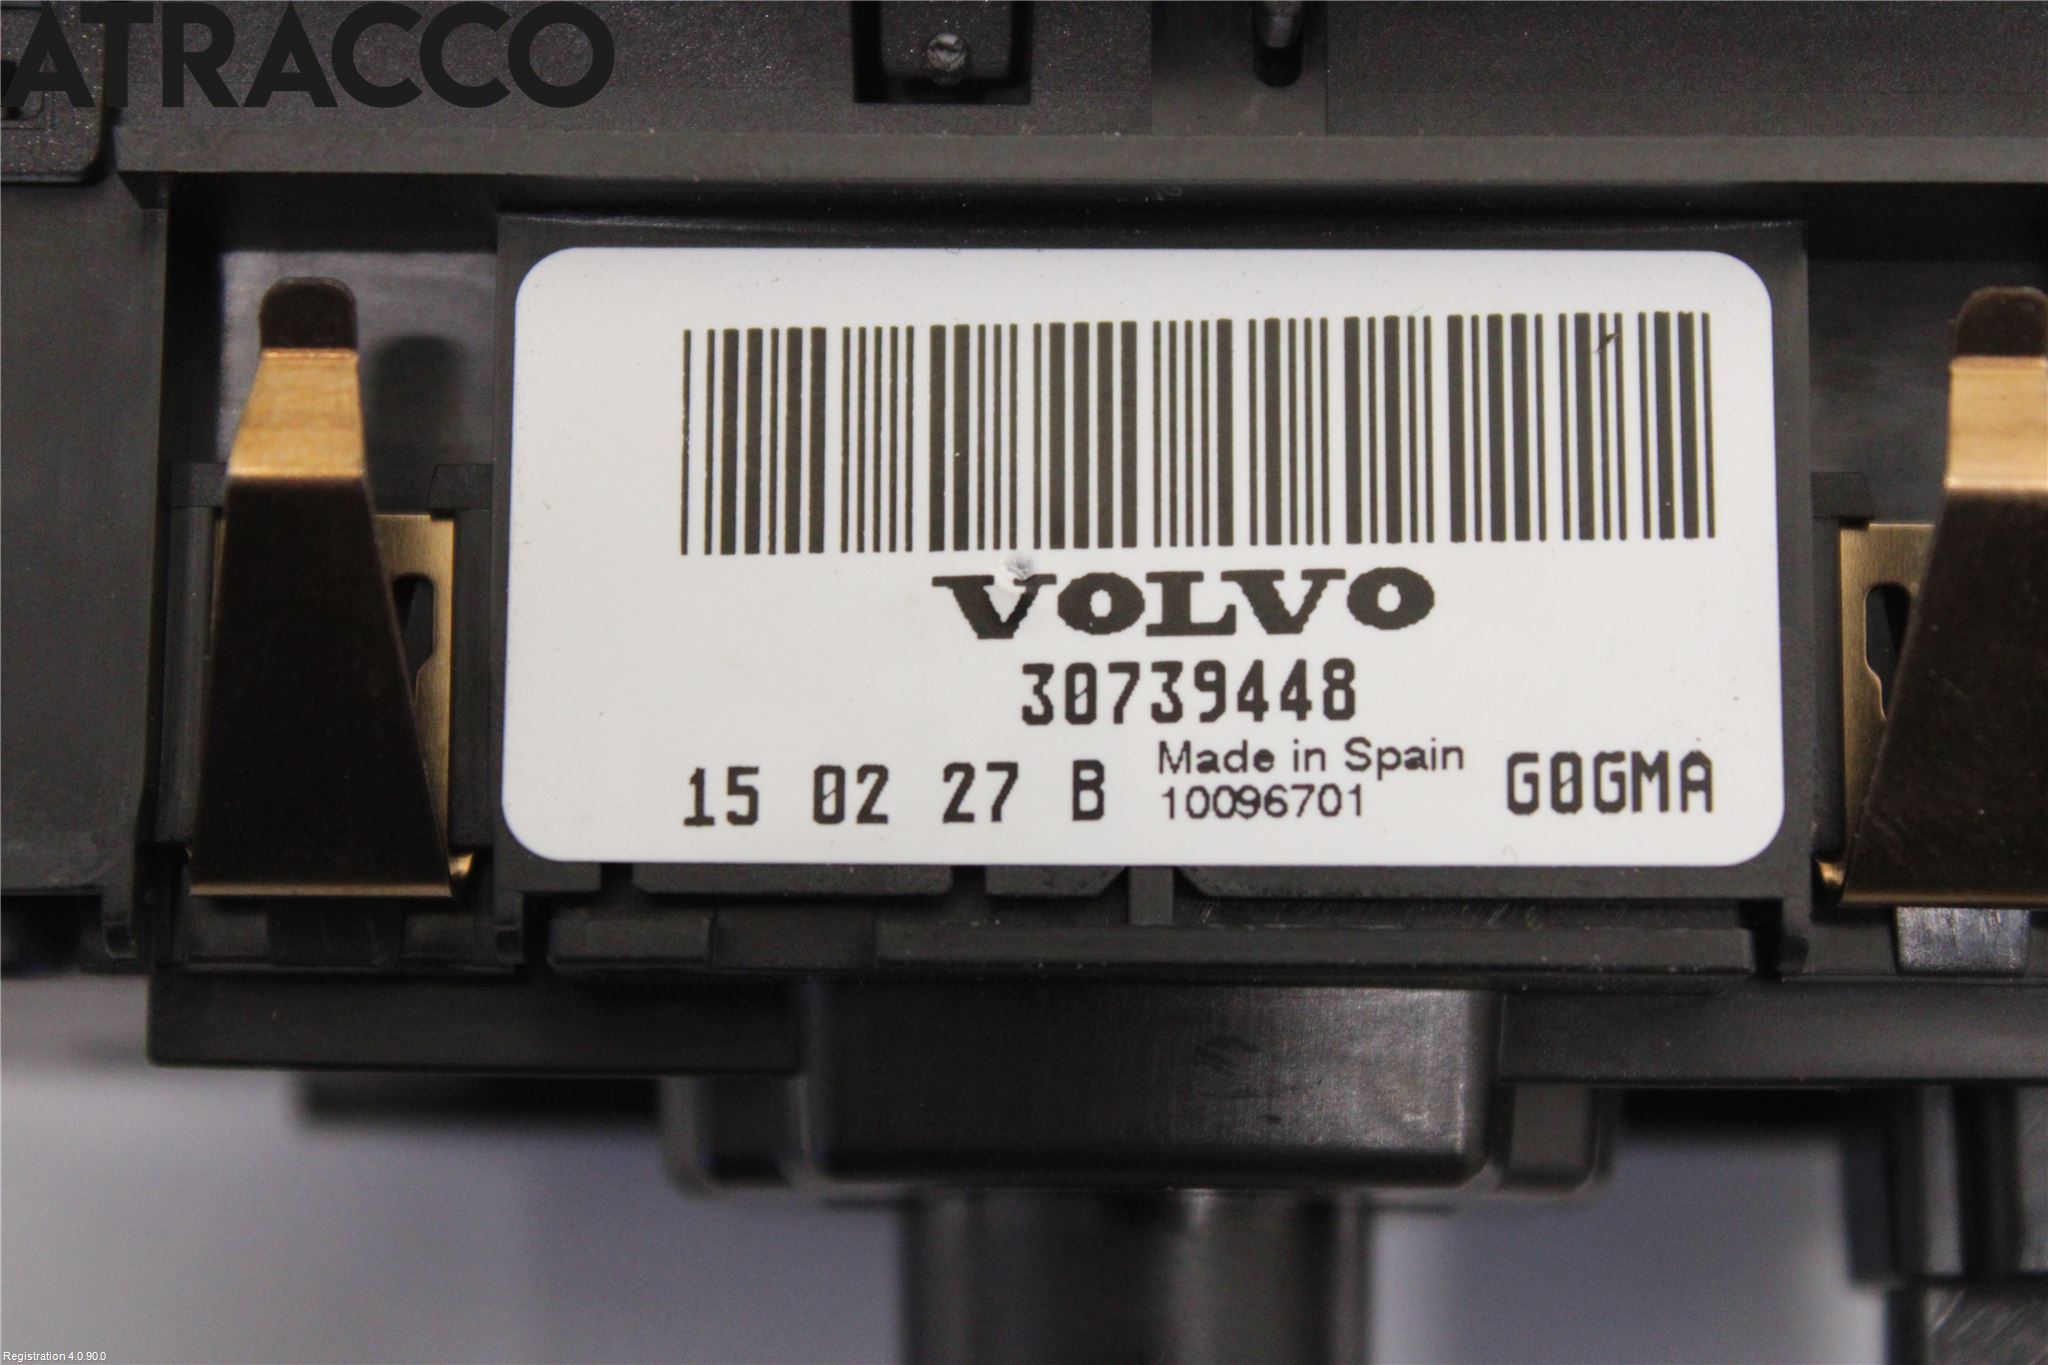 ATRACCO
VOLVO
30739448
15 02 27 B Made in Spain G0GMA
10096701
Registration 4.0.90.0